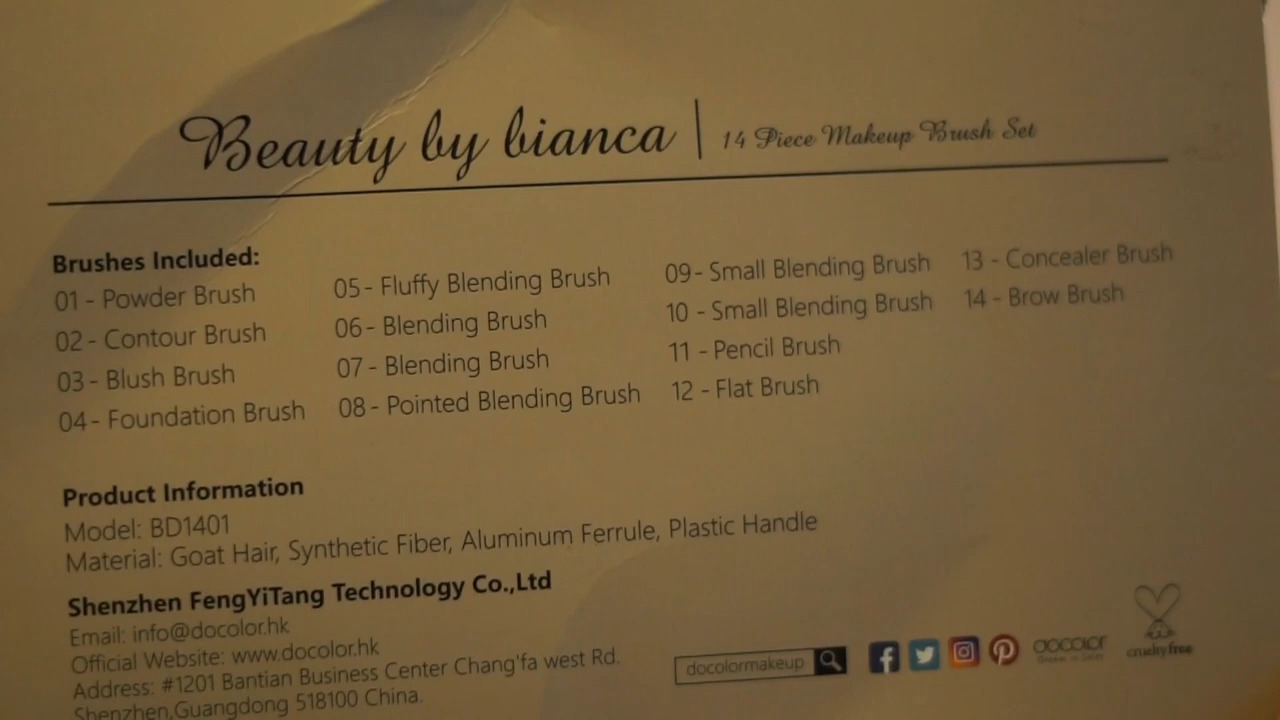 Beauty by bianca | 14 Piece Makeup Brush Set
Brushes Included:
01 - Powder Brush
02 - Contour Brush
03 - Blush Brush
04 - Foundation Brush
05 - Fluffy Blending Brush
06 - Blending Brush
07 - Blending Brush
08 - Pointed Blending Brush
09 - Small Blending Brush
10 - Small Blending Brush
11 - Pencil Brush
12 - Flat Brush
13 - Concealer Brush
14 - Brow Brush
Product Information
Model: BD1401
Material: Goat Hair, Synthetic Fiber, Aluminum Ferrule, Plastic Handle
Shenzhen FengYiTang Technology Co.,Ltd
Email: info@docolor.hk
Official Website: www.docolor.hk
Address: #1201 Bantian Business Center Chang'fa west Rd.
Shenzhen,Guangdong 518100 China.
docolormakeup
docolor
cruelty free